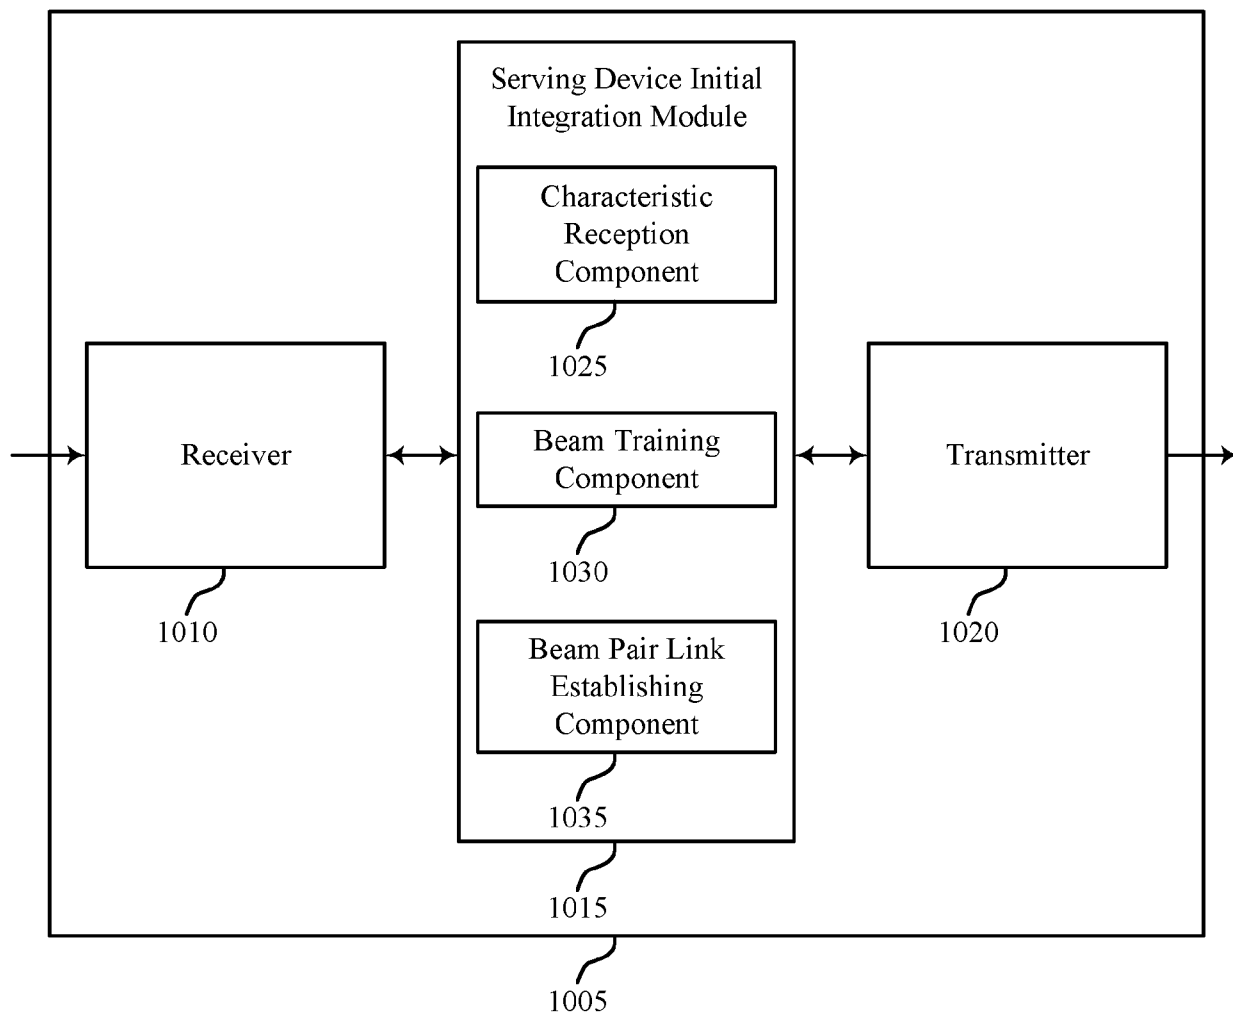 Serving Device Initial
Integration Module
Characteristic
Reception
Component
1025
Receiver
1010
Beam Training
Component
1030
Transmitter
1020
Beam Pair Link
Establishing
Component
1035
1015
1005